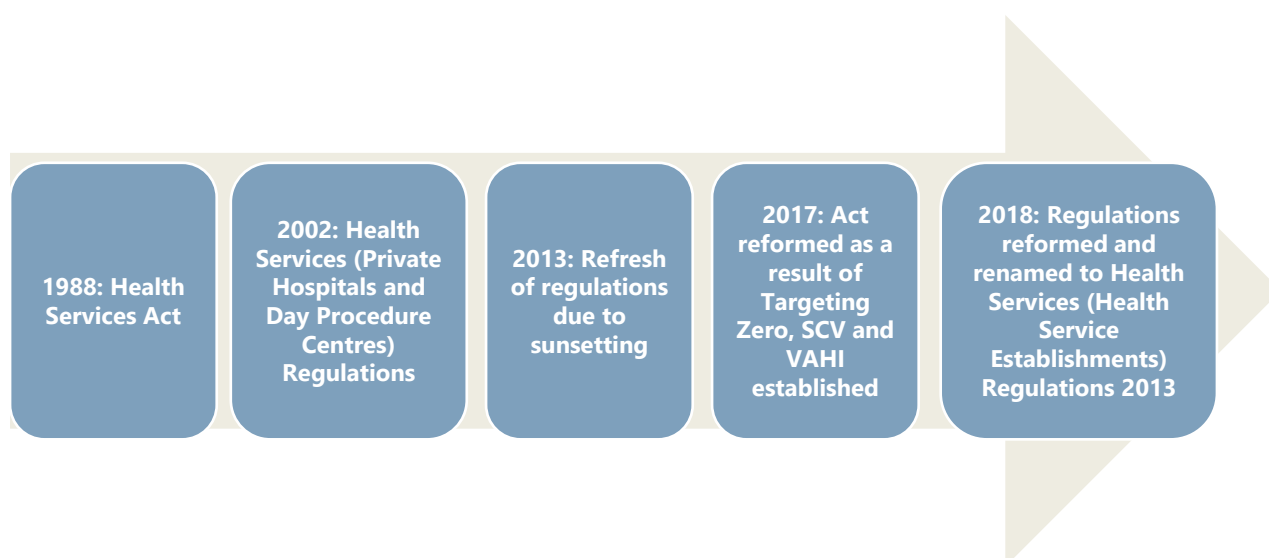 1988: Health
Services Act
2002: Health
Services (Private
Hospitals and
Day Procedure
Centres)
Regulations
2013: Refresh
of regulations
due to
sunsetting
2017: Act
reformed as a
result of
Targeting
Zero, SCV and
VAHI
established
2018: Regulations
reformed and
renamed to Health
Services (Health
Service
Establishments)
Regulations 2013